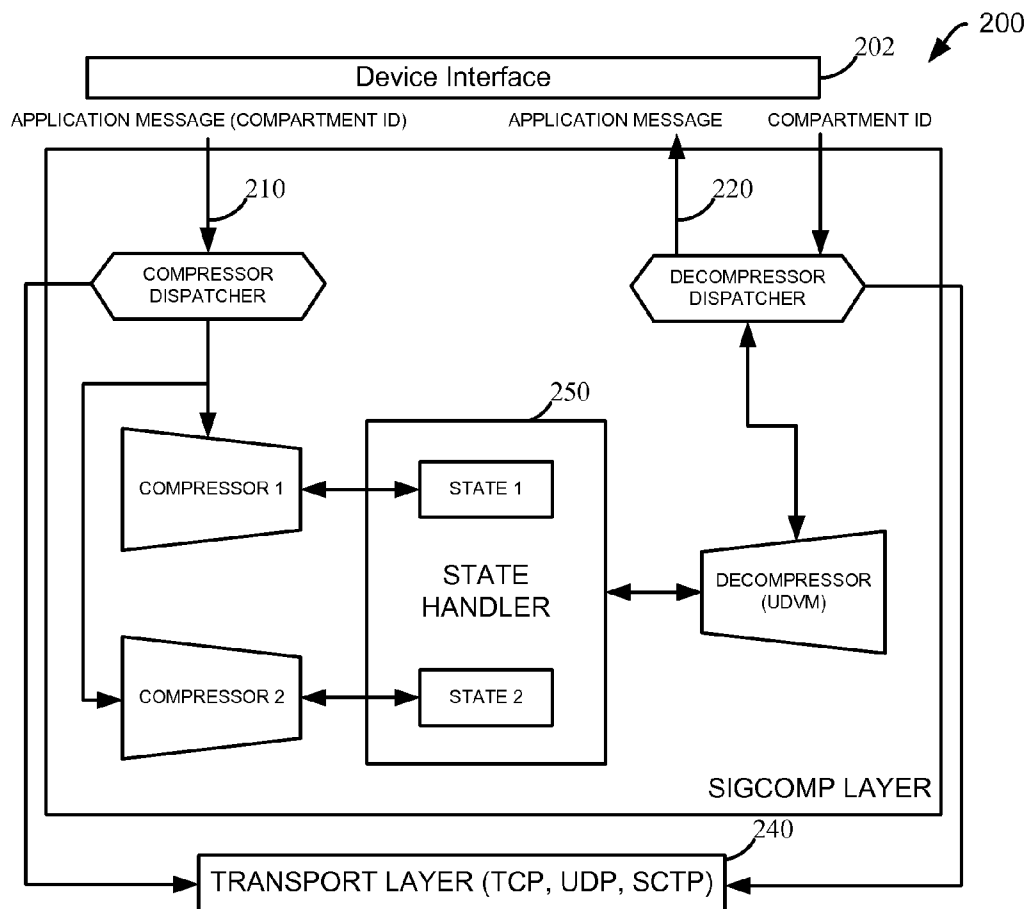 200
202
Device Interface
APPLICATION MESSAGE (COMPARTMENT ID)
APPLICATION MESSAGE
COMPARTMENT ID
210
220
COMPRESSOR
DISPATCHER
DECOMPRESSOR
DISPATCHER
250
COMPRESSOR 1
STATE 1
STATE
HANDLER
DECOMPRESSOR
(UDVM)
COMPRESSOR 2
STATE 2
SIGCOMP LAYER
240
TRANSPORT LAYER (TCP, UDP, SCTP)